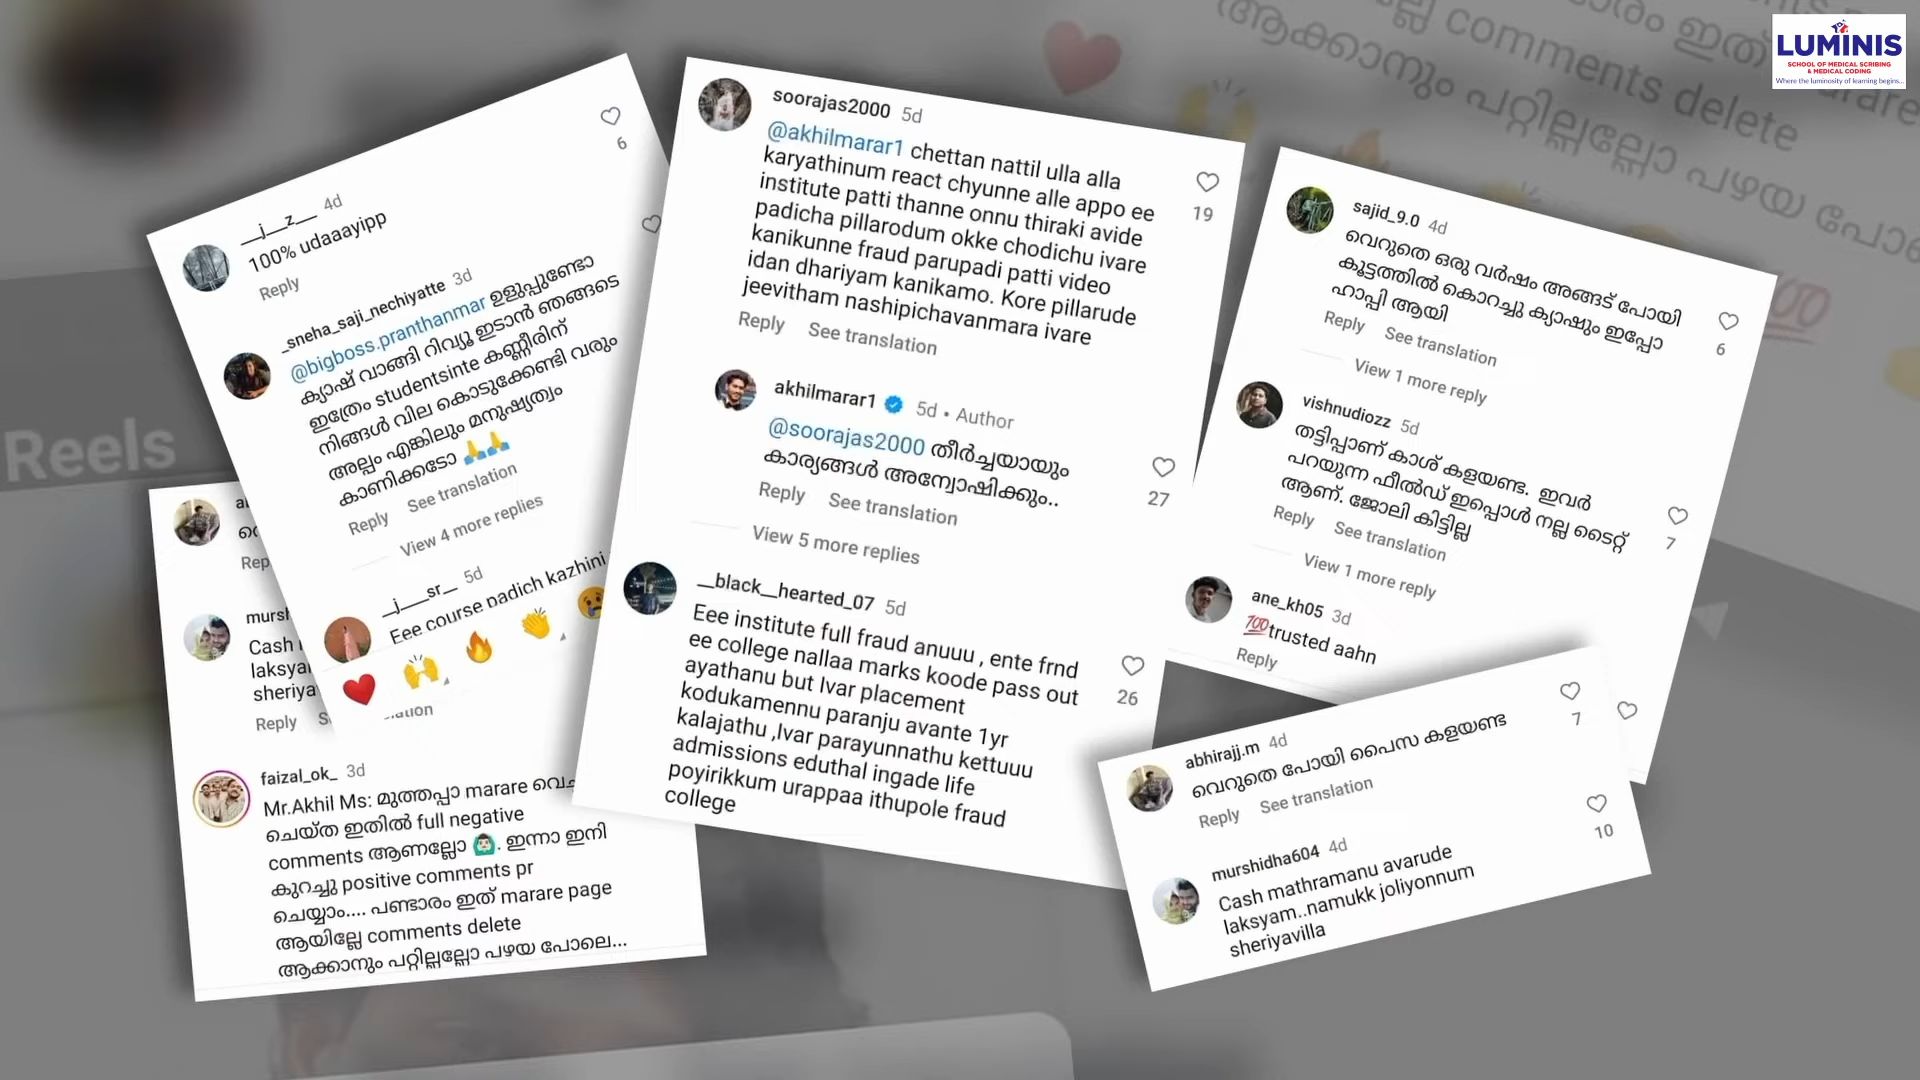 LUMINIS
SCHOOL OF MEDICAL SCRIBING
& MEDICAL CODING
Where the luminosity of learning begins...
Reels
6
__j__z__ 4d
100% udaaayipp
Reply
_sneha_saji_nechiyatte 3d
@bigboss.pranthanmar ഉളുപ്പുണ്ടോ
ക്യാഷ് വാങ്ങി റിവ്യൂ ഇടാൻ ഞങ്ങടെ
ഇത്രേം studentsinte കണ്ണീരിന്
നിങ്ങൾ വില കൊടുക്കേണ്ടി വരും
അല്പം എങ്കിലും മനുഷ്യത്വം
കാണിക്കടോ 🙏🙏
Reply See translation
View 4 more replies
_j___sr__ 5d
Eee course padich kazhini
❤️ 🙌 🔥 👏 😢
mursh
Cash
laksya
sheriya
Reply
faizal_ok_ 3d
Mr.Akhil Ms: മുത്തപ്പാ marare വെച
ചെയ്ത ഇതിൽ full negative
comments ആണല്ലോ 🙆🏻‍♂️. ഇന്നാ ഇനി
കുറച്ചു positive comments pr
ചെയ്യാം.... പണ്ടാരം ഇത് marare page
ആയില്ലേ comments delete
ആക്കാനും പറ്റില്ലല്ലോ പഴയ പോലെ...
soorajas2000 5d
@akhilmarar1 chettan nattil ulla alla
karyathinum react chyunne alle appo ee
institute patti thanne onnu thiraki avide
padicha pillarodum okke chodichu ivare
kanikunne fraud parupadi patti video
idan dhariyam kanikamo. Kore pillarude
jeevitham nashipichavanmara ivare
Reply See translation
19
akhilmarar1 5d • Author
@soorajas2000 തീർച്ചയായും
കാര്യങ്ങൾ അന്വോഷിക്കും..
Reply See translation
27
View 5 more replies
__black__hearted_07 5d
Eee institute full fraud anuuu , ente frnd
ee college nallaa marks koode pass out
ayathanu but Ivar placement
kodukamennu paranju avante 1yr
kalajathu ,Ivar parayunnathu kettuuu
admissions eduthal ingade life
poyirikkum urappaa ithupole fraud
college
26
sajid_9.0 4d
വെറുതെ ഒരു വർഷം അങ്ങട് പോയി
കൂട്ടത്തിൽ കൊറച്ചു ക്യാഷും ഇപ്പോ
ഹാപ്പി ആയി
Reply See translation
6
View 1 more reply
vishnudiozz 5d
തട്ടിപ്പാണ് കാശ് കളയണ്ട. ഇവർ
പറയുന്ന ഫീൽഡ് ഇപ്പൊൾ നല്ല ടൈറ്റ്
ആണ്. ജോലി കിട്ടില്ല
Reply See translation
7
View 1 more reply
ane_kh05 3d
💯trusted aahn
Reply
abhirajj.m 4d
വെറുതെ പോയി പൈസ കളയണ്ട
Reply See translation
7
murshidha604 4d
Cash mathramanu avarude
laksyam..namukk joliyonnum
sheriyavilla
10